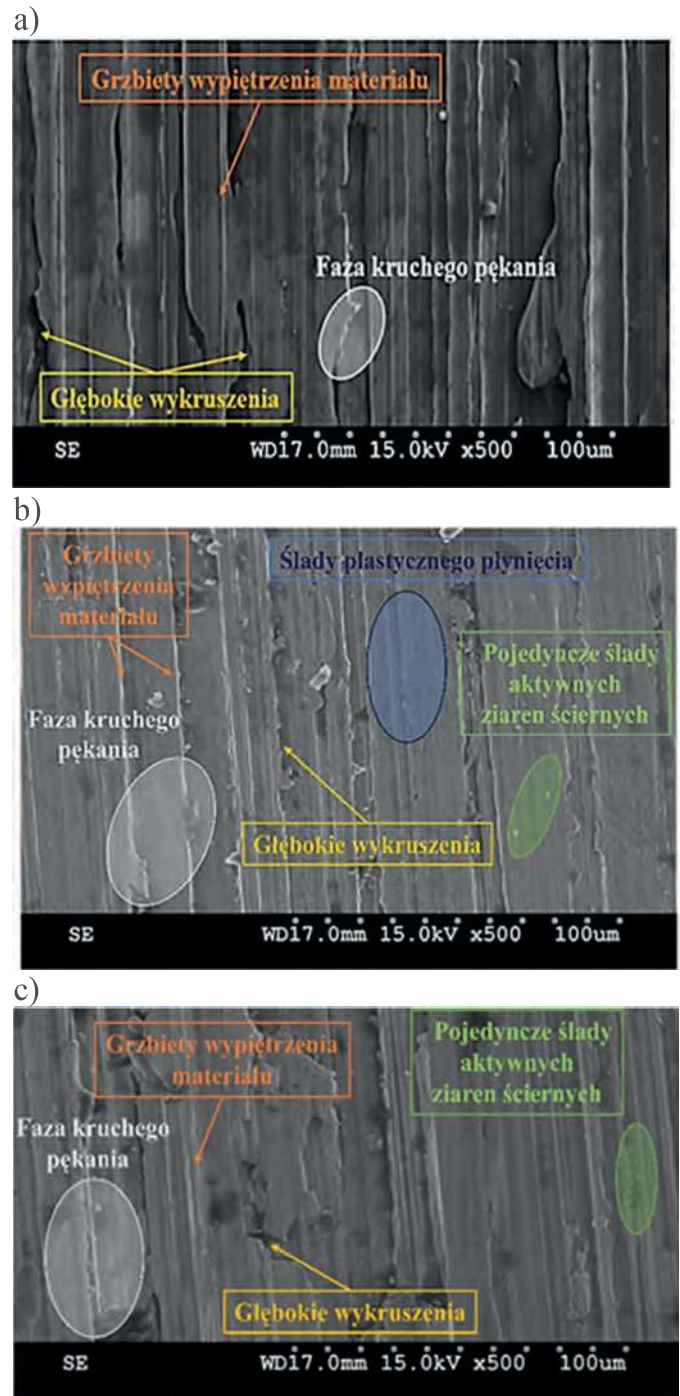 a)
Grzbiety wypiętrzenia materiału
Faza kruchego pękania
Głębokie wykruszenia
SE WD17.0mm 15.0kV x500 100um
b)
Grzbiety
wypiętrzenia
materiału
Ślady plastycznego płynięcia
Pojedyncze ślady
aktywnych
ziaren ściernych
Faza kruchego
pękania
Głębokie wykruszenia
SE WD17.0mm 15.0kV x500 100um
c)
Grzbiety wypiętrzenia
materiału
Pojedyncze ślady
aktywnych
ziaren ściernych
Faza kruchego
pękania
Głębokie wykruszenia
SE WD17.0mm 15.0kV x500 100um